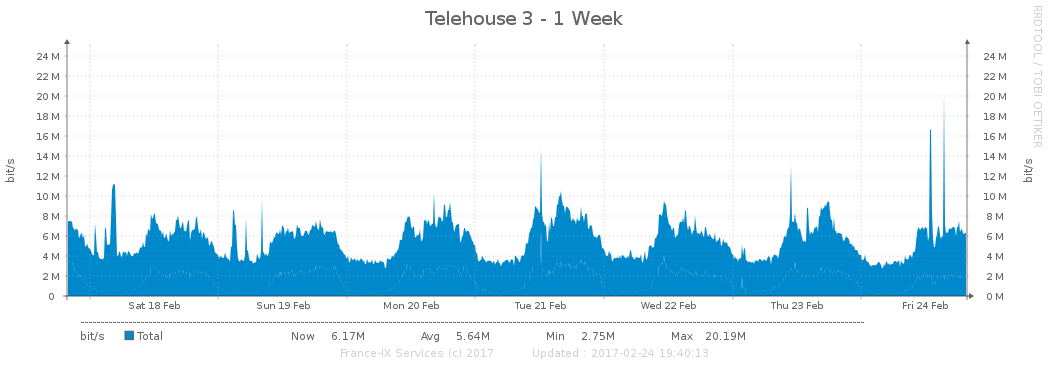 Telehouse 3 - 1 Week
RRDTOOL / TOBI OETIKER
bit/s
24 M 24 M
22 M 22 M
20 M 20 M
18 M 18 M
16 M 16 M
14 M 14 M
12 M 12 M
10 M 10 M
8 M 8 M
6 M 6 M
4 M 4 M
2 M 2 M
0 0 M
bit/s
Sat 18 Feb Sun 19 Feb Mon 20 Feb Tue 21 Feb Wed 22 Feb Thu 23 Feb Fri 24 Feb
bit/s Total Now 6.17M Avg 5.64M Min 2.75M Max 20.19M
France-IX Services (c) 2017 Updated : 2017-02-24 19:40:13